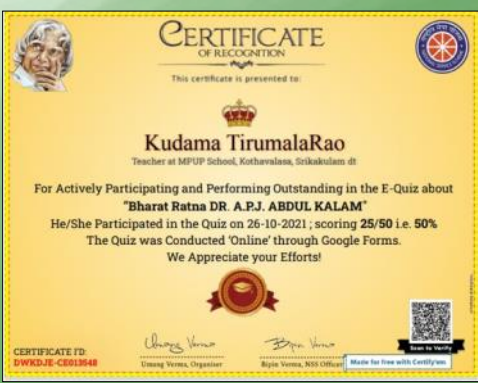 CERTIFICATE
OF RECOGNITION
This certificate is presented to:
Kudama TirumalaRao
Teacher at MPUP School, Kothavalasa, Srikakulam dt
For Actively Participating and Performing Outstanding in the E-Quiz about
"Bharat Ratna DR. A.P.J. ABDUL KALAM"
He/She Participated in the Quiz on 26-10-2021 ; scoring 25/50 i.e. 50%
The Quiz was Conducted 'Online' through Google Forms.
We Appreciate your Efforts!
Scan to Verify
CERTIFICATE I'D:
DWKDJE-CE013548
Umang Verma
Bipin Verma
Umang Verma, Organiser
Bipin Verma, NSS Officer
Made for free with Certify'em